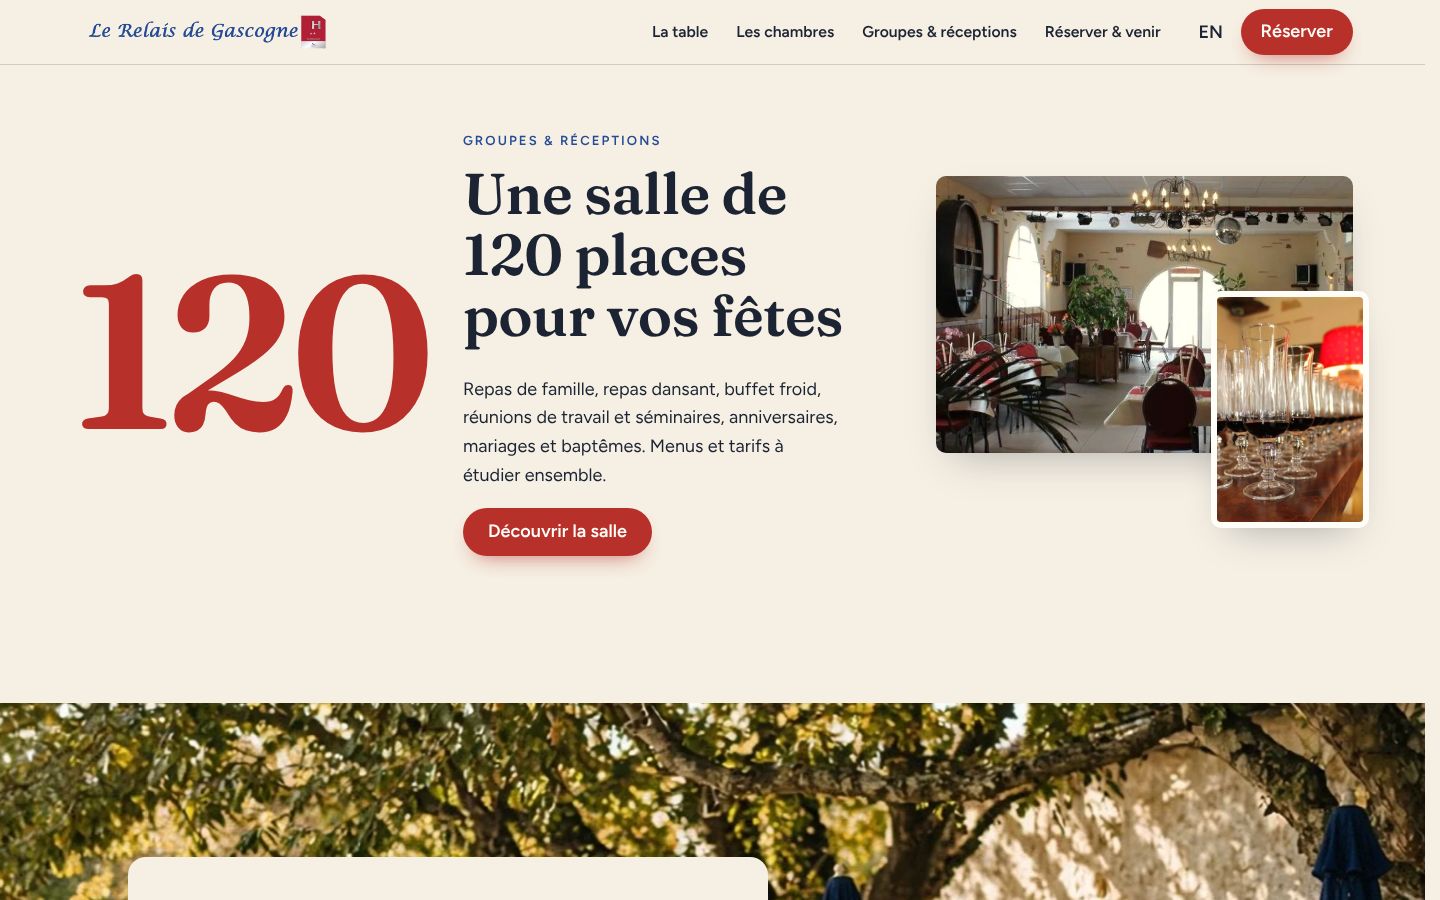 Le Relais de Gascogne
H
La table
Les chambres
Groupes & réceptions
Réserver & venir
EN
Réserver
GROUPES & RÉCEPTIONS
120
Une salle de
120 places
pour vos fêtes
Repas de famille, repas dansant, buffet froid,
réunions de travail et séminaires, anniversaires,
mariages et baptêmes. Menus et tarifs à
étudier ensemble.
Découvrir la salle